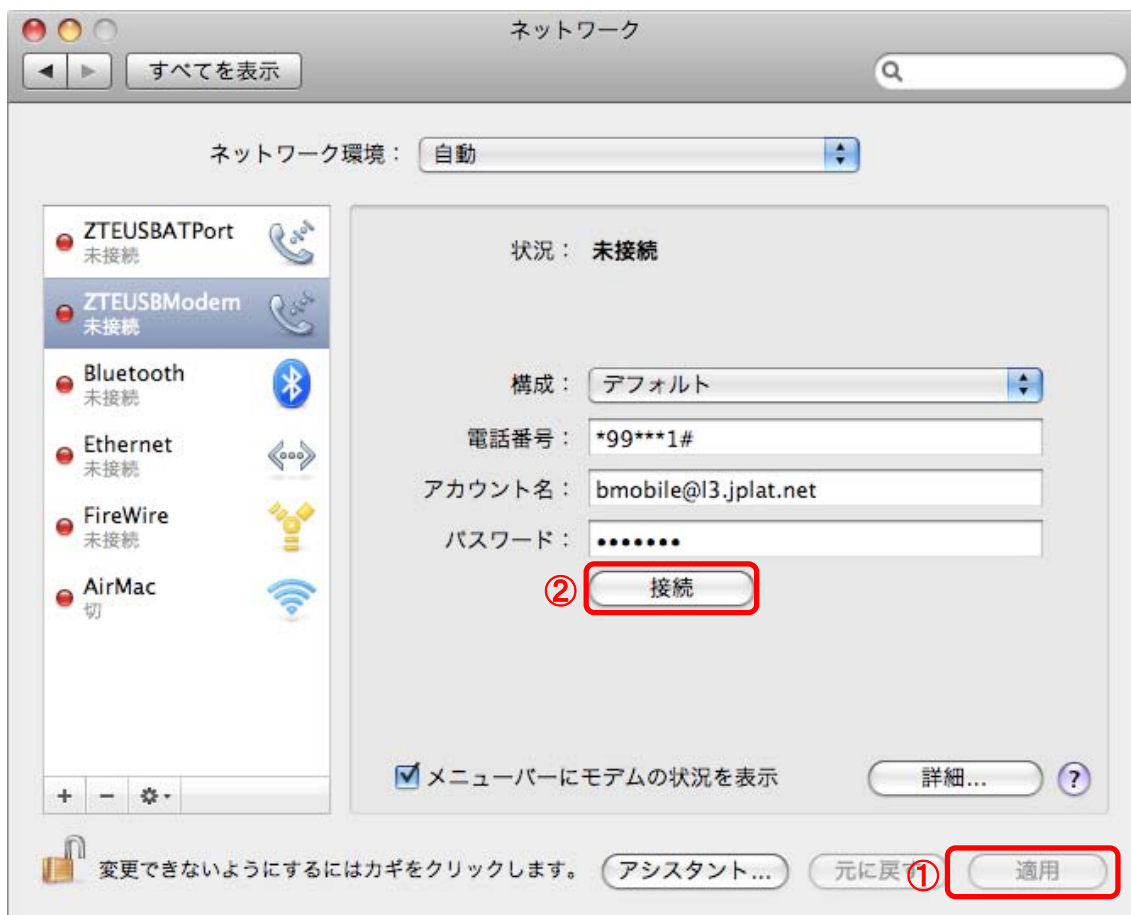 ネットワーク
すべてを表示
ネットワーク環境： 自動
ZTEUSBATPort
未接続
ZTEUSBModem
未接続
Bluetooth
未接続
Ethernet
未接続
FireWire
未接続
AirMac
切
状況： 未接続
構成： デフォルト
電話番号： *99***1#
アカウント名： bmobile@l3.jplat.net
パスワード： •••••••
② 接続
メニューバーにモデムの状況を表示
詳細... ?
変更できないようにするにはカギをクリックします。 アシスタント... 元に戻す ① 適用